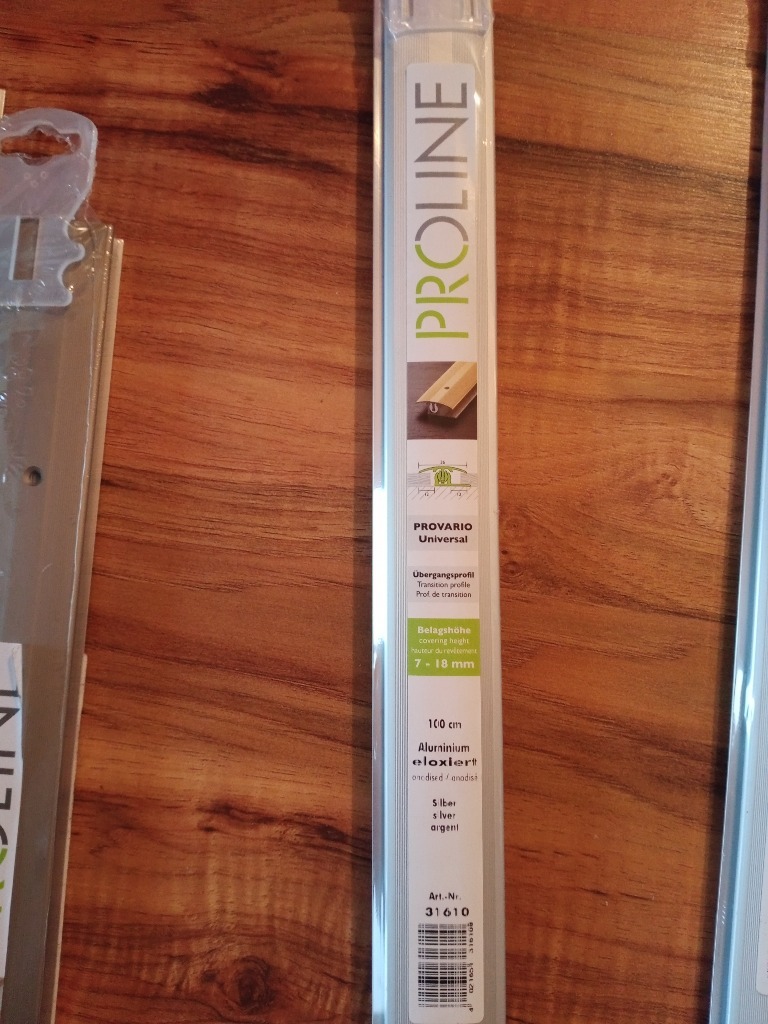 PROLINE
PROVARIO
Universal
Übergangsprofil
Transition profile
Prof. de transition
Belagshöhe
covering height
hauteur du revêtement
7 - 18 mm
100 cm
Aluminium
eloxiert
anodised / anodisé
Silber
silver
argent
Art.-Nr.
31610